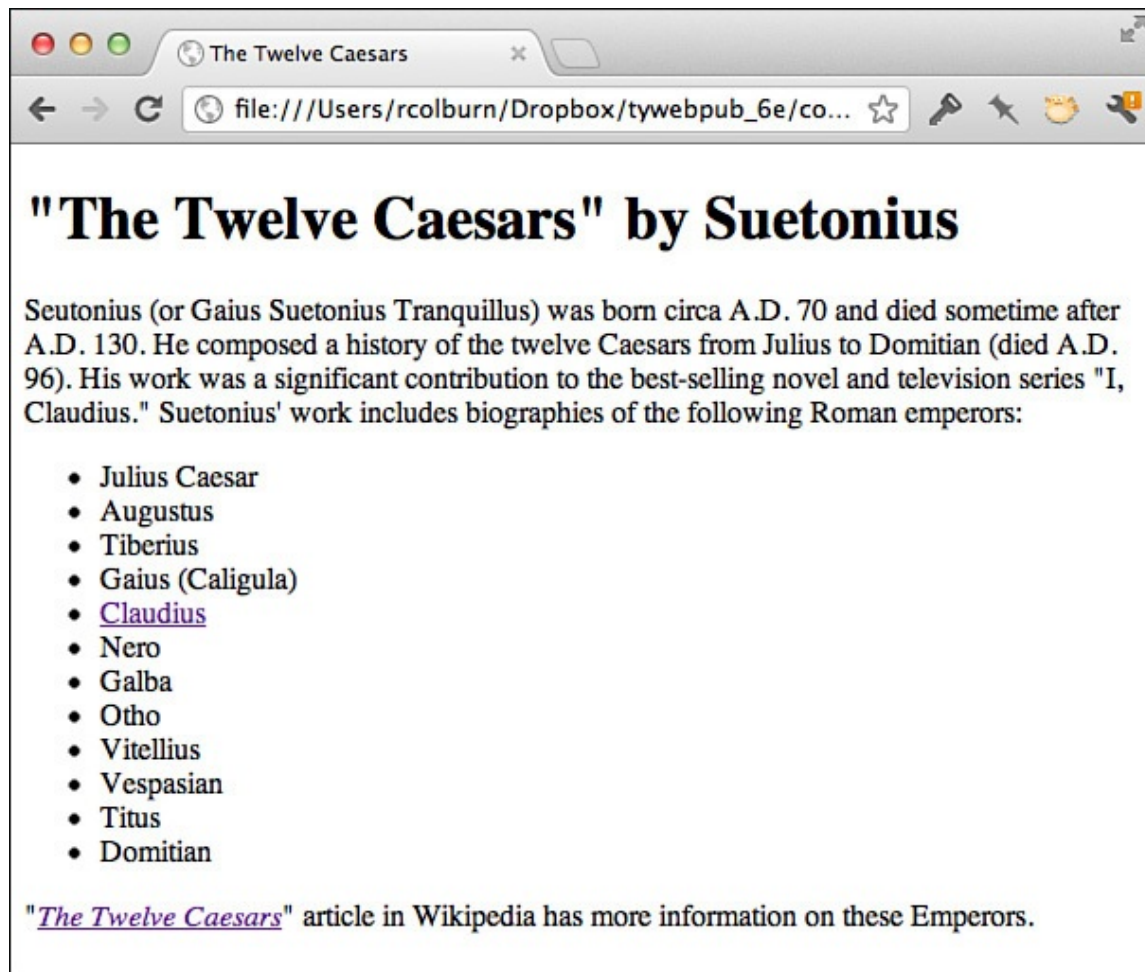 The Twelve Caesars
file:///Users/rcolburn/Dropbox/tywebpub_6e/co...
"The Twelve Caesars" by Suetonius
Seutonius (or Gaius Suetonius Tranquillus) was born circa A.D. 70 and died sometime after
A.D. 130. He composed a history of the twelve Caesars from Julius to Domitian (died A.D.
96). His work was a significant contribution to the best-selling novel and television series "I,
Claudius." Suetonius' work includes biographies of the following Roman emperors:
• Julius Caesar
• Augustus
• Tiberius
• Gaius (Caligula)
• Claudius
• Nero
• Galba
• Otho
• Vitellius
• Vespasian
• Titus
• Domitian
"The Twelve Caesars" article in Wikipedia has more information on these Emperors.